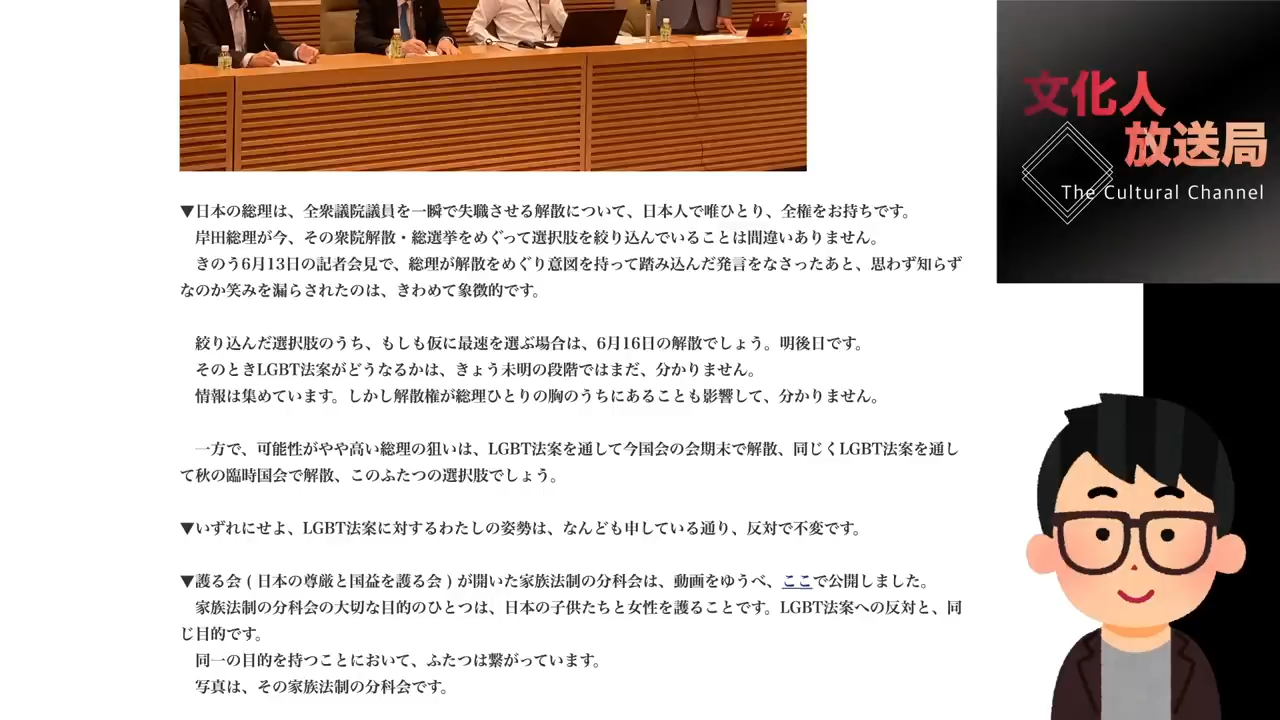 文化人
放送局
The Cultural Channel
▼日本の総理は、全衆議院議員を一瞬で失職させる解散について、日本人で唯ひとり、全権をお持ちです。
岸田総理が今、その衆院解散・総選挙をめぐって選択肢を絞り込んでいることは間違いありません。
きのう6月13日の記者会見で、総理が解散をめぐり意図を持って踏み込んだ発言をなさったあと、思わず知らず
なのか笑みを漏らされたのは、きわめて象徴的です。
絞り込んだ選択肢のうち、もしも仮に最速を選ぶ場合は、6月16日の解散でしょう。明後日です。
そのときLGBT法案がどうなるかは、きょう未明の段階ではまだ、分かりません。
情報は集めています。しかし解散権が総理ひとりの胸のうちにあることも影響して、分かりません。
一方で、可能性がやや高い総理の狙いは、LGBT法案を通して今国会の会期末で解散、同じくLGBT法案を通し
て秋の臨時国会で解散、このふたつの選択肢でしょう。
▼いずれにせよ、LGBT法案に対するわたしの姿勢は、なんども申している通り、反対で不変です。
▼護る会 ( 日本の尊厳と国益を護る会 ) が開いた家族法制の分科会は、動画をゆうべ、ここで公開しました。
家族法制の分科会の大切な目的のひとつは、日本の子供たちと女性を護ることです。LGBT法案への反対と、同
じ目的です。
同一の目的を持つことにおいて、ふたつは繋がっています。
写真は、その家族法制の分科会です。